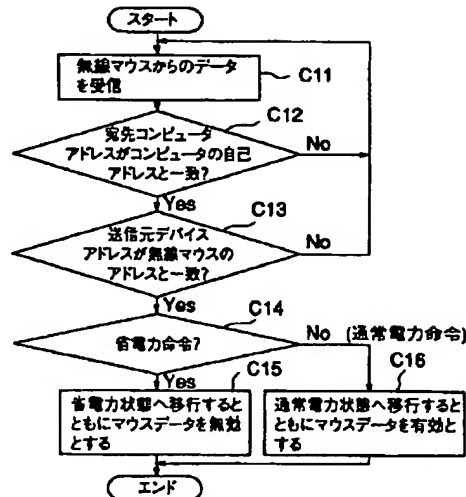 スタート
無線マウスからのデータ
を受信
C11
C12
宛先コンピュータ
アドレスがコンピュータの自己
アドレスと一致?
No
Yes
C13
送信元デバイス
アドレスが無線マウスの
アドレスと一致?
No
Yes
C14
省電力命令?
No (通常電力命令)
Yes
C15
C16
省電力状態へ移行すると
ともにマウスデータを無効
とする
通常電力状態へ移行すると
ともにマウスデータを有効と
する
エンド